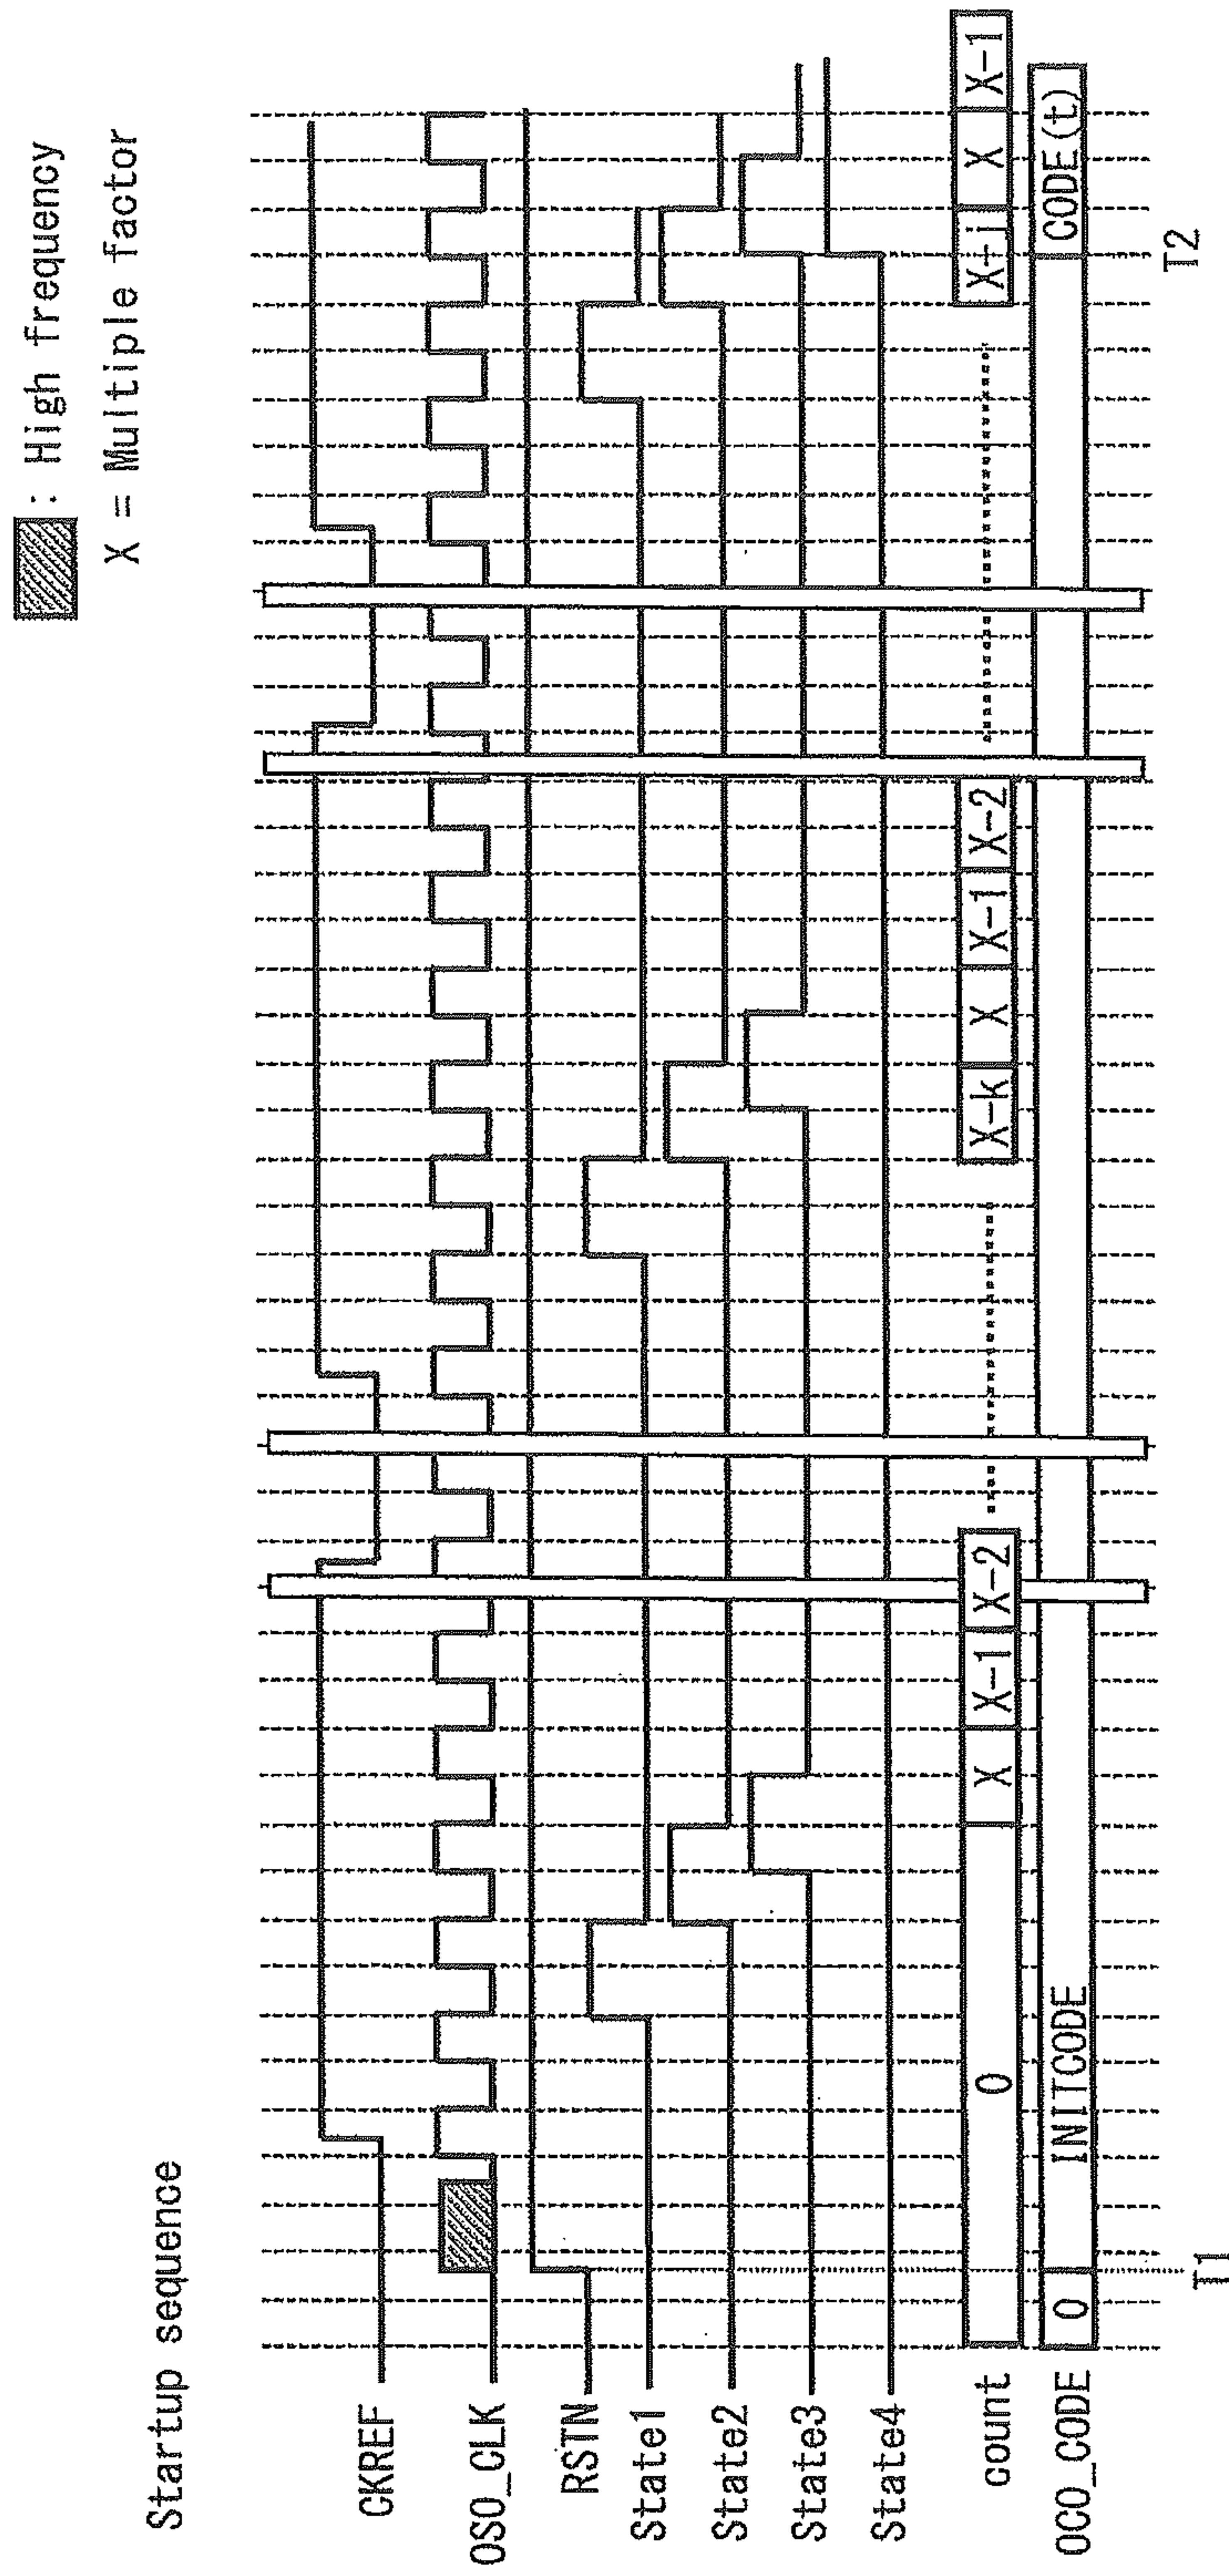 Startup sequence
: High frequency
X = Multiple factor
CKREF
OSO_CLK
RSTN
State1
State2
State3
State4
count
0
X
X-1
X-2
X-k
X
X-1
X-2
X+j
X
X-1
OCO_CODE
0
INITCODE
CODE(t)
T1
T2